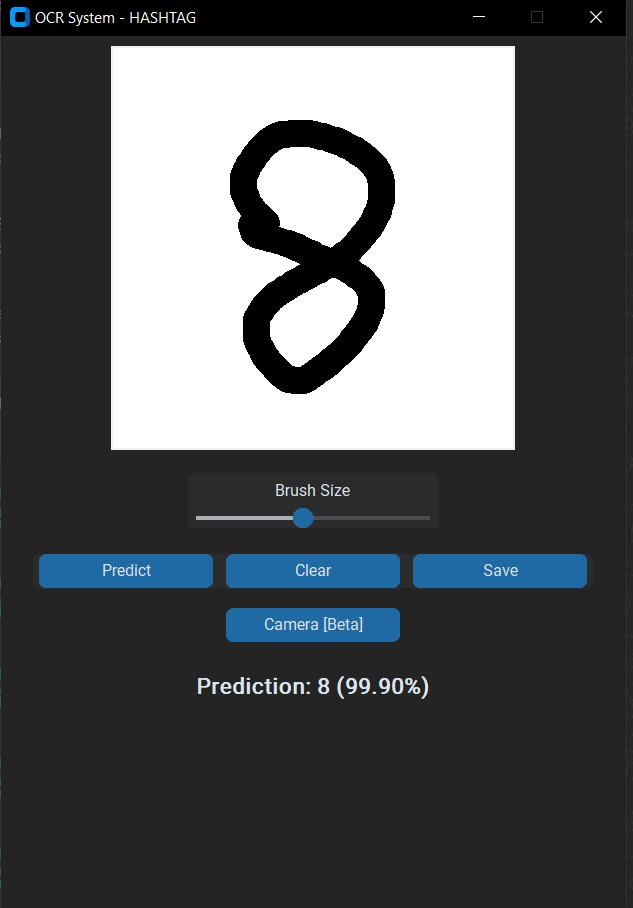 OCR System - HASHTAG
8
Brush Size
Predict Clear Save
Camera [Beta]
Prediction: 8 (99.90%)